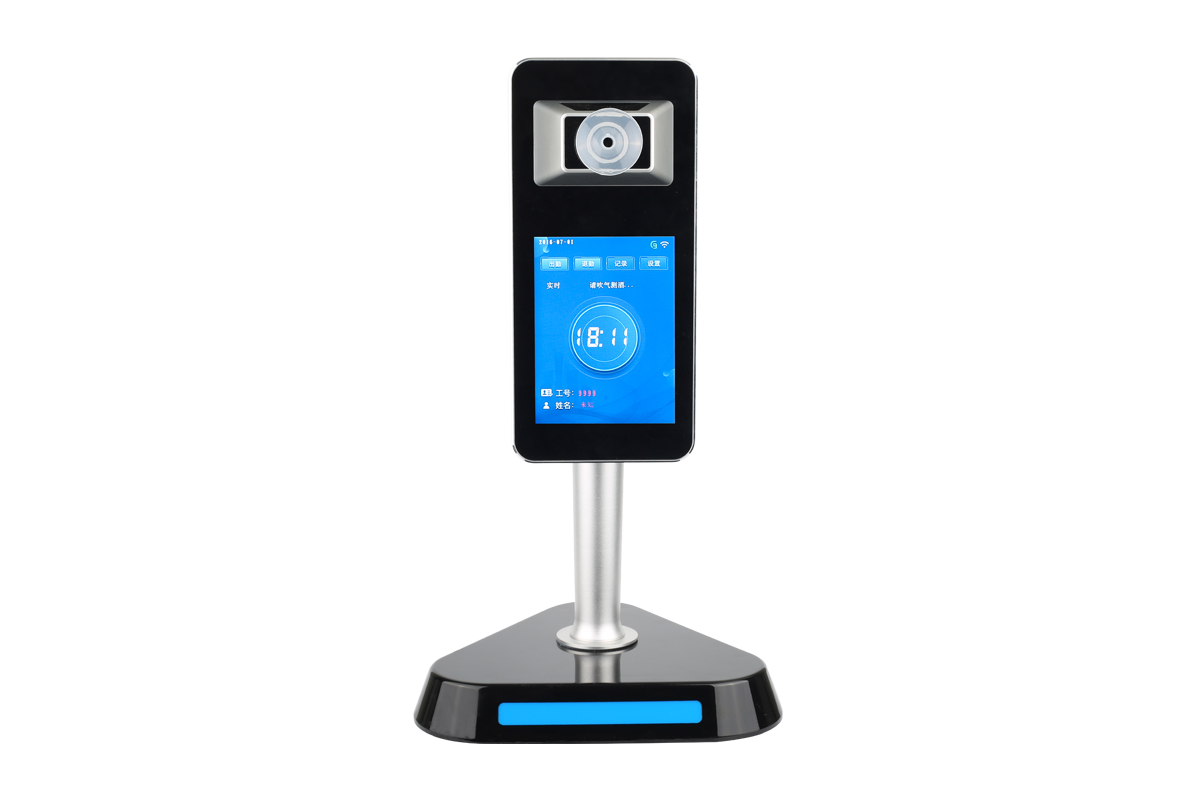 2016-07-01
出勤 退勤 记录 设置
实时 请吹气测酒...
18:11
工号: 9999
姓名: